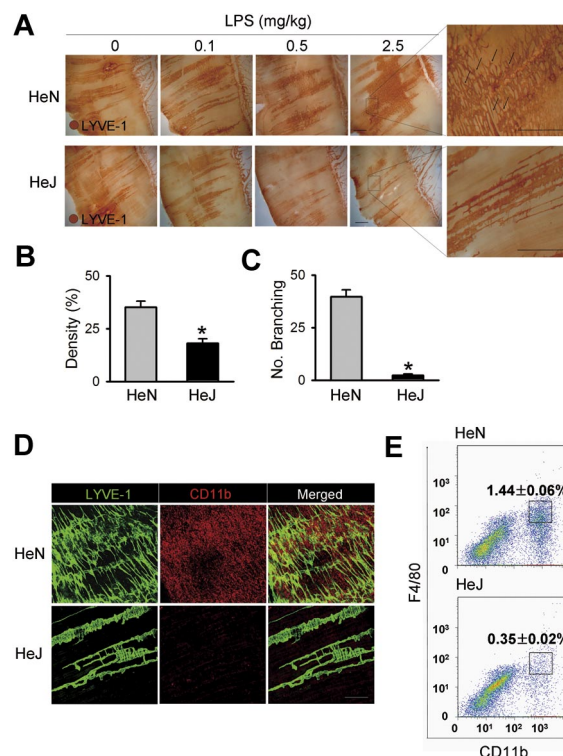 A
LPS (mg/kg)
0 0.1 0.5 2.5
HeN
LYVE-1
HeJ
LYVE-1
B
50
25
0
Density (%)
*
HeN HeJ
C
50
25
0
No. Branching
*
HeN HeJ
D
LYVE-1 CD11b Merged
HeN
HeJ
E
HeN
10³
10²
10¹
10⁰
1.44±0.06%
F4/80
HeJ
10³
10²
10¹
10⁰
0.35±0.02%
10⁰ 10¹ 10² 10³
CD11b